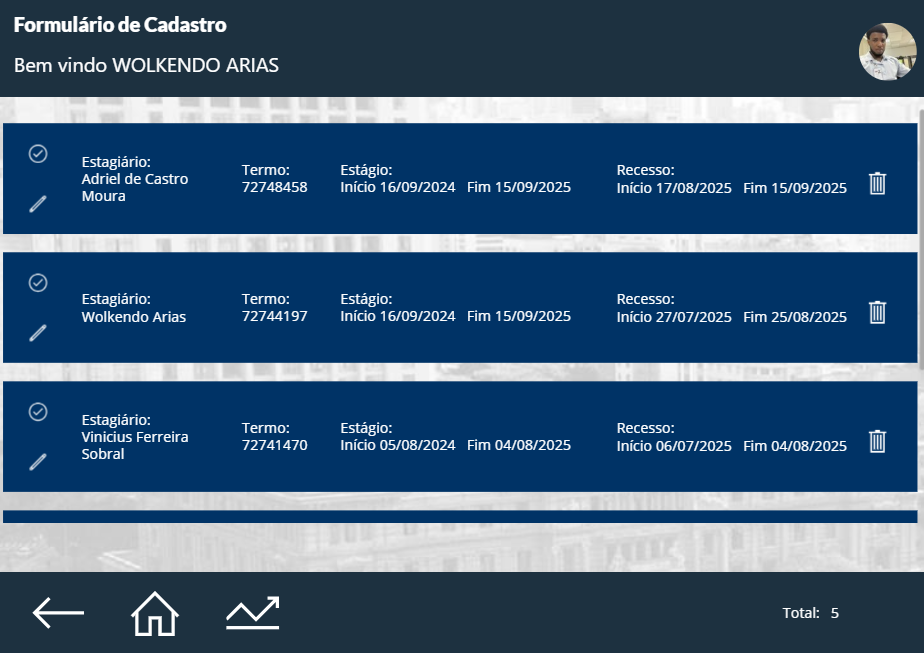 Formulário de Cadastro
Bem vindo WOLKENDO ARIAS
Estagiário:
Adriel de Castro
Moura
Termo:
72748458
Estágio:
Início 16/09/2024 Fim 15/09/2025
Recesso:
Início 17/08/2025 Fim 15/09/2025
Estagiário:
Wolkendo Arias
Termo:
72744197
Estágio:
Início 16/09/2024 Fim 15/09/2025
Recesso:
Início 27/07/2025 Fim 25/08/2025
Estagiário:
Vinicius Ferreira
Sobral
Termo:
72741470
Estágio:
Início 05/08/2024 Fim 04/08/2025
Recesso:
Início 06/07/2025 Fim 04/08/2025
Total: 5